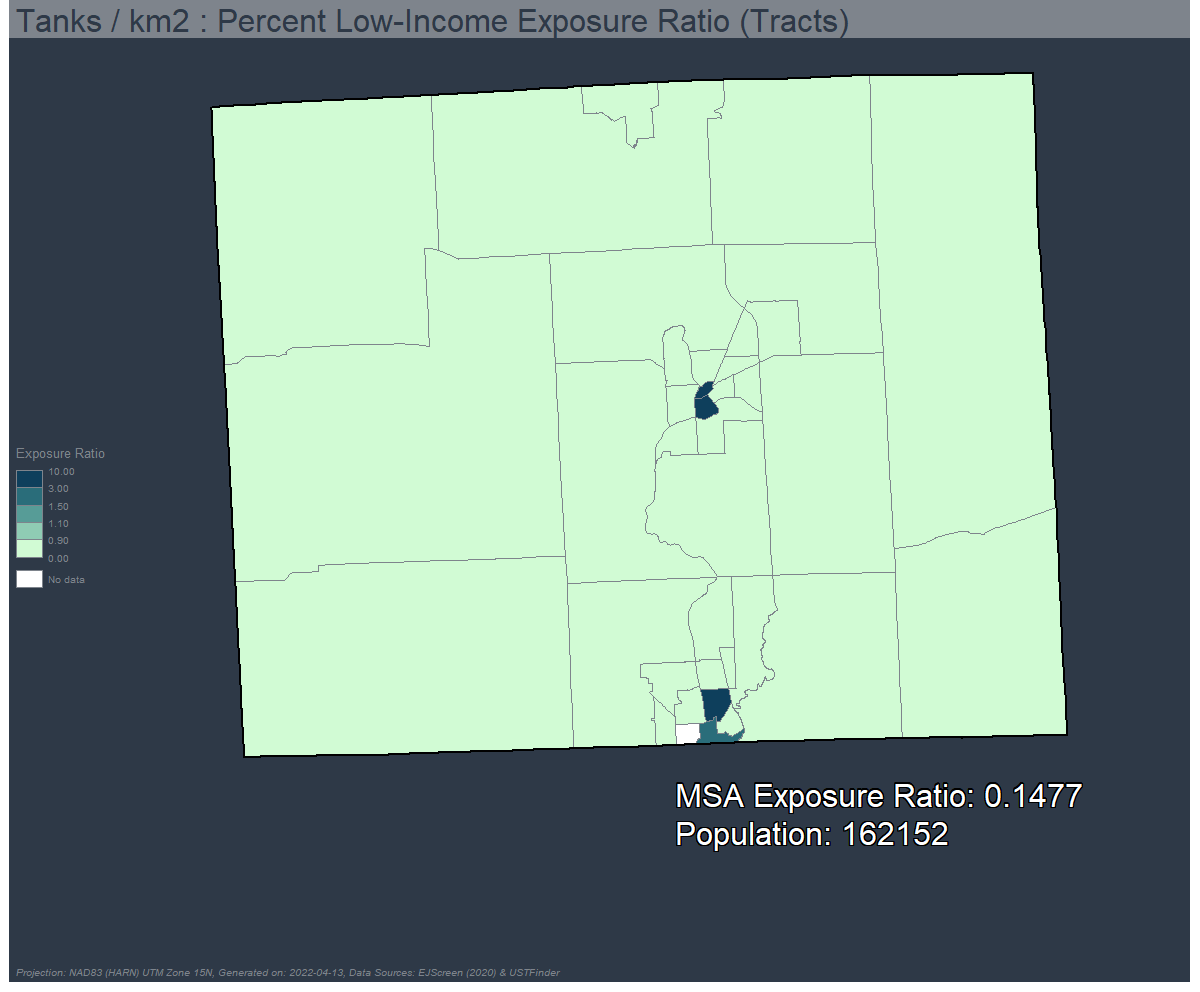 Tanks / km2 : Percent Low-Income Exposure Ratio (Tracts)
Exposure Ratio
10.00
3.00
1.50
1.10
0.90
0.00
No data
MSA Exposure Ratio: 0.1477
Population: 162152
Projection: NAD83 (HARN) UTM Zone 15N, Generated on: 2022-04-13, Data Sources: EJScreen (2020) & USTFinder